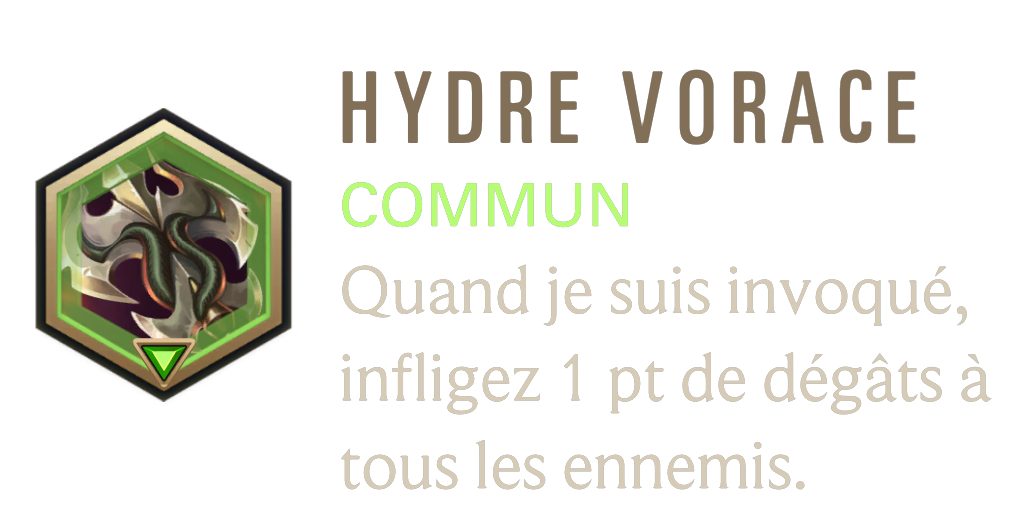 HYDRE VORACE
COMMUN
Quand je suis invoqué,
infligez 1 pt de dégâts à
tous les ennemis.